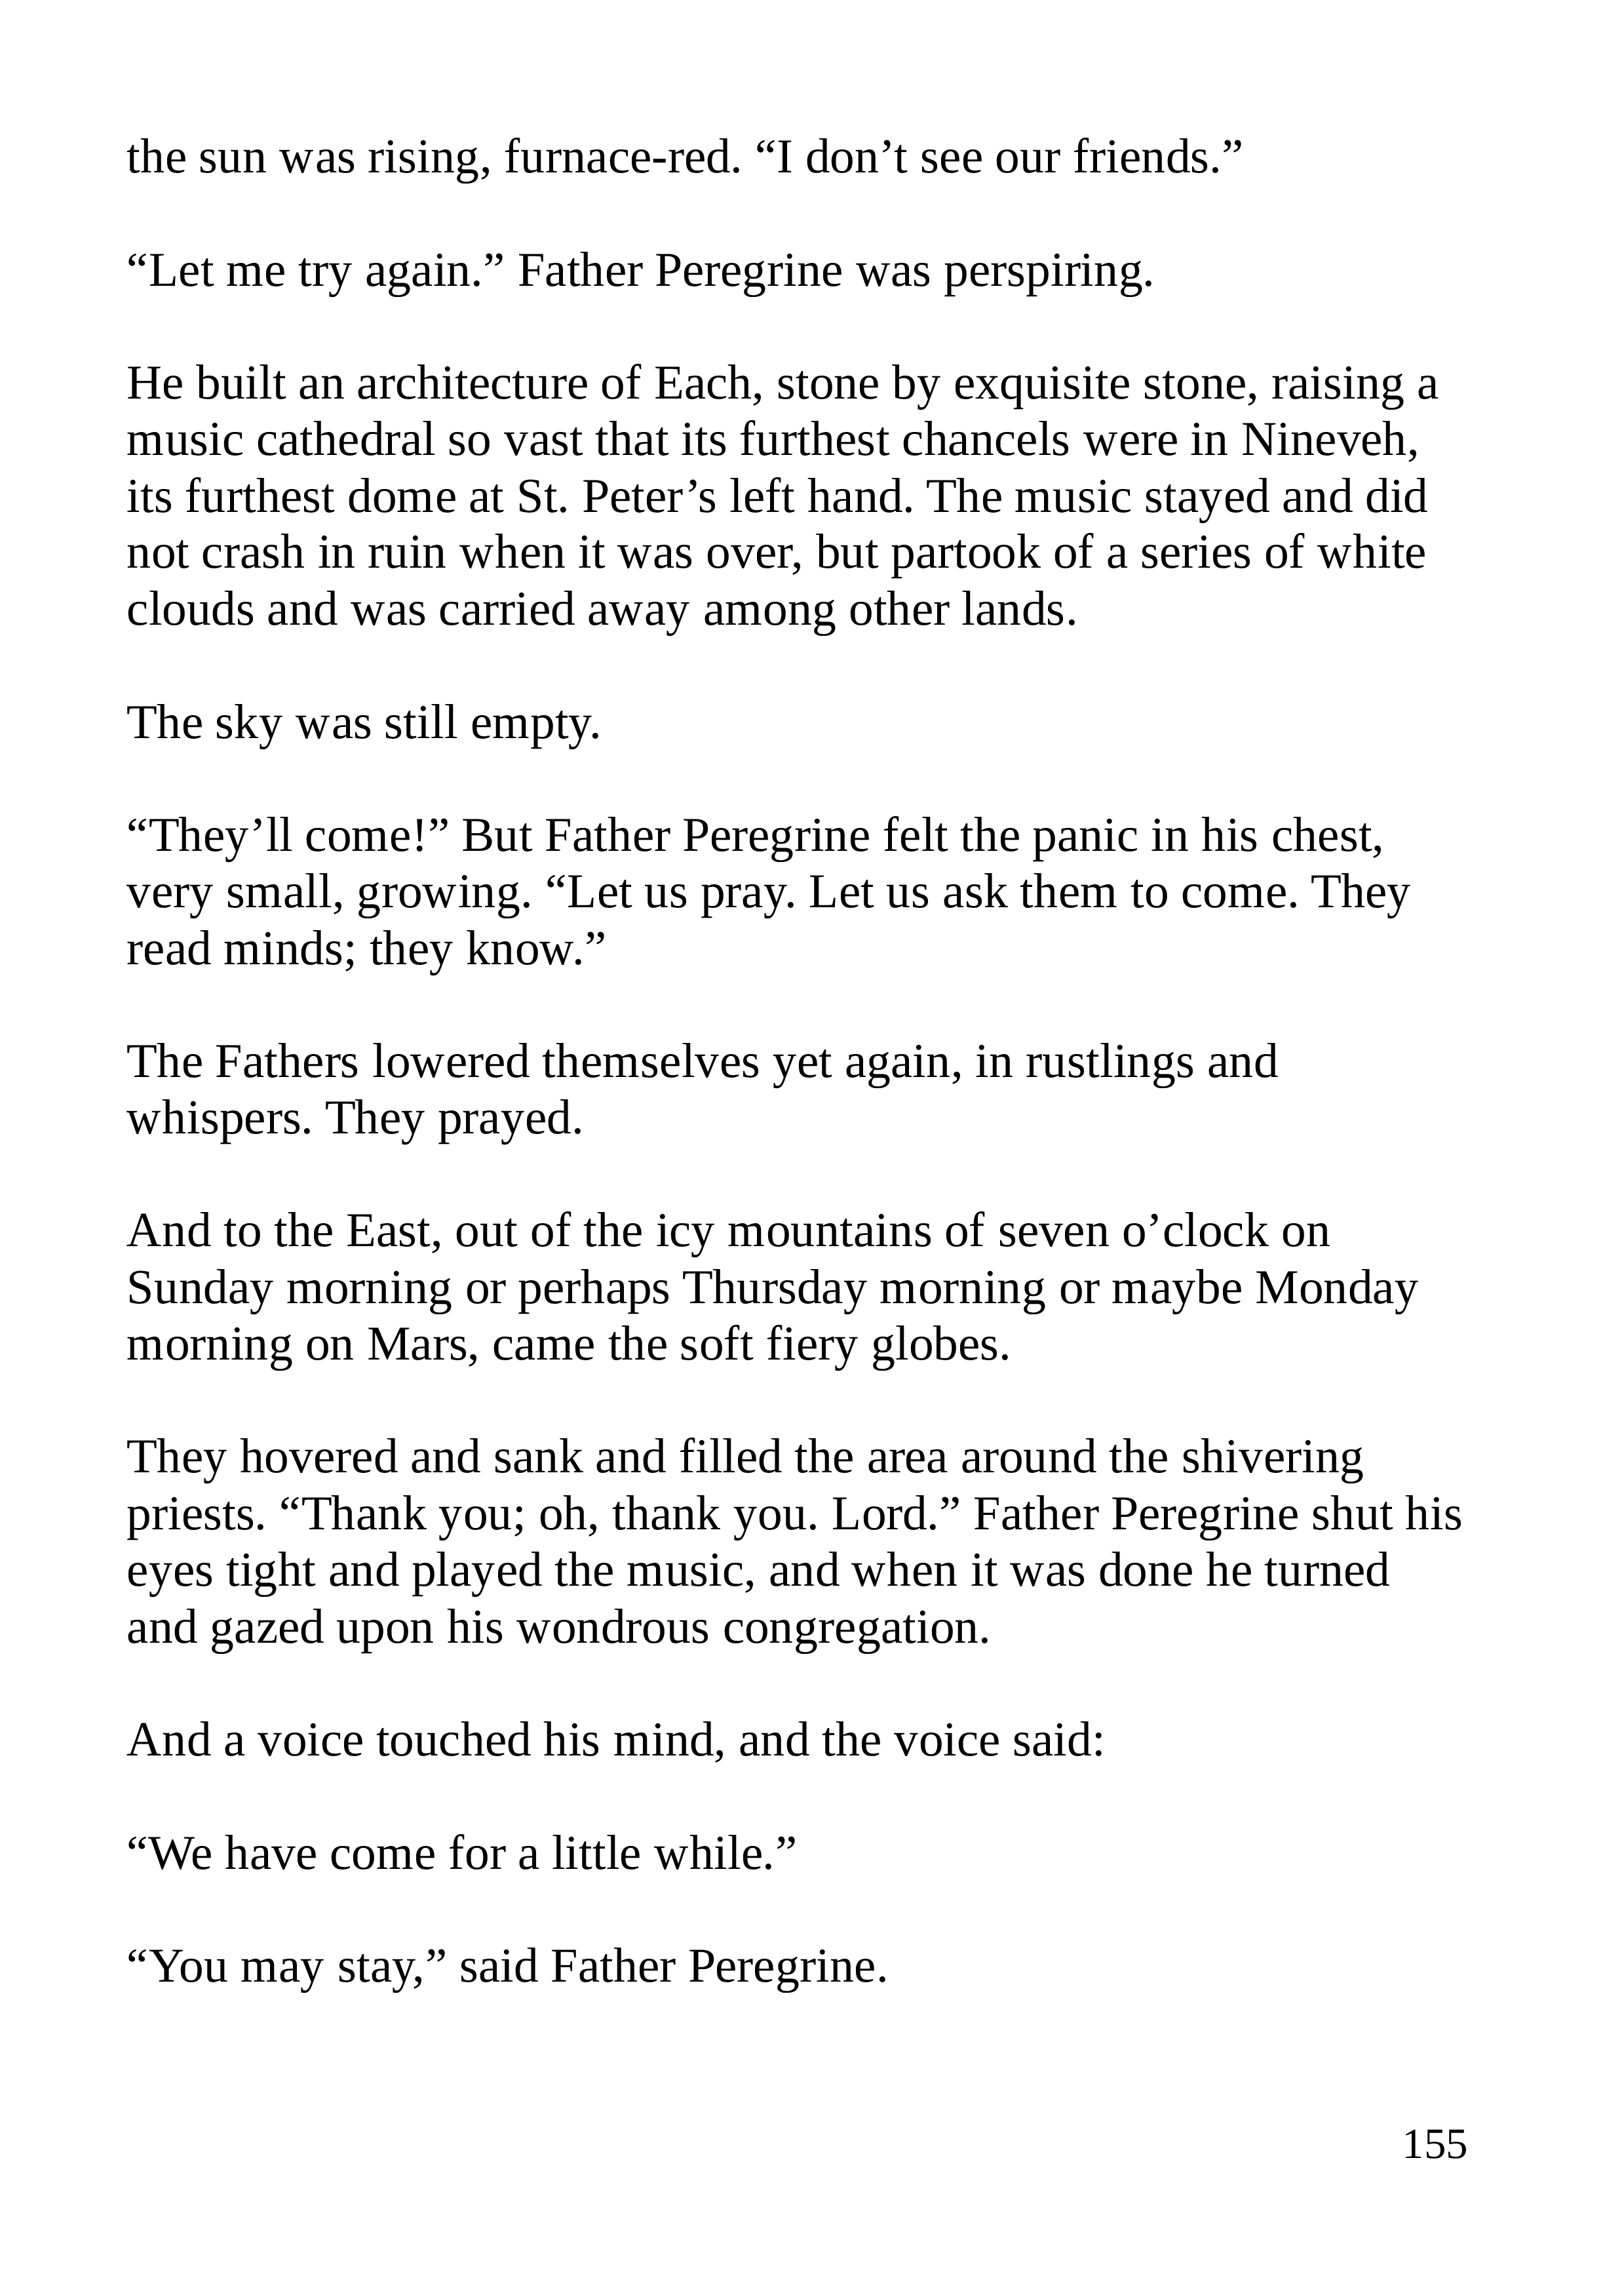 the sun was rising, furnace-red. “I don’t see our friends.”
“Let me try again.” Father Peregrine was perspiring.
He built an architecture of Each, stone by exquisite stone, raising a
music cathedral so vast that its furthest chancels were in Nineveh,
its furthest dome at St. Peter’s left hand. The music stayed and did
not crash in ruin when it was over, but partook of a series of white
clouds and was carried away among other lands.
The sky was still empty.
“They’ll come!” But Father Peregrine felt the panic in his chest,
very small, growing. “Let us pray. Let us ask them to come. They
read minds; they know.”
The Fathers lowered themselves yet again, in rustlings and
whispers. They prayed.
And to the East, out of the icy mountains of seven o’clock on
Sunday morning or perhaps Thursday morning or maybe Monday
morning on Mars, came the soft fiery globes.
They hovered and sank and filled the area around the shivering
priests. “Thank you; oh, thank you. Lord.” Father Peregrine shut his
eyes tight and played the music, and when it was done he turned
and gazed upon his wondrous congregation.
And a voice touched his mind, and the voice said:
“We have come for a little while.”
“You may stay,” said Father Peregrine.
155